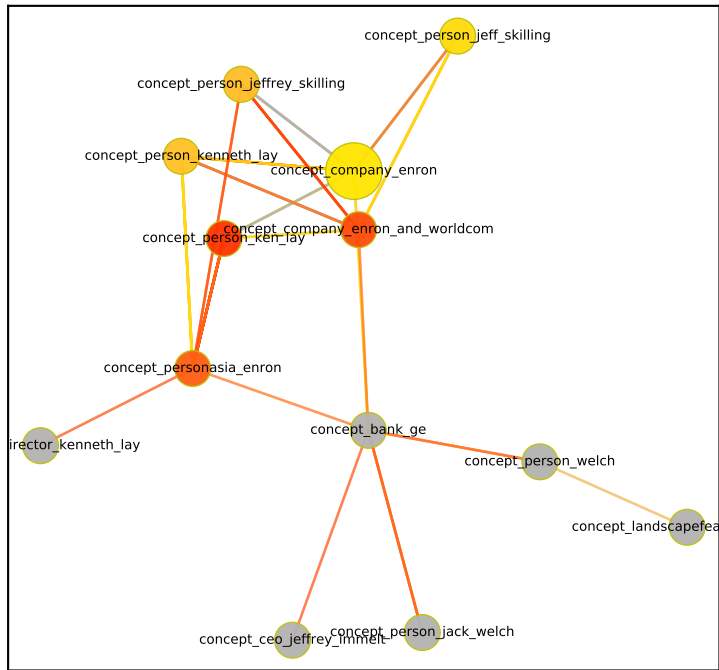 concept_person_jeff_skilling
concept_person_jeffrey_skilling
concept_person_kenneth_lay
concept_company_enron
concept_company_enron_and_worldcom
concept_person_ken_lay
concept_personasia_enron
concept_bank_ge
irector_kenneth_lay
concept_person_welch
concept_landscapefea
concept_person_jack_welch
concept_ceo_jeffrey_immelt